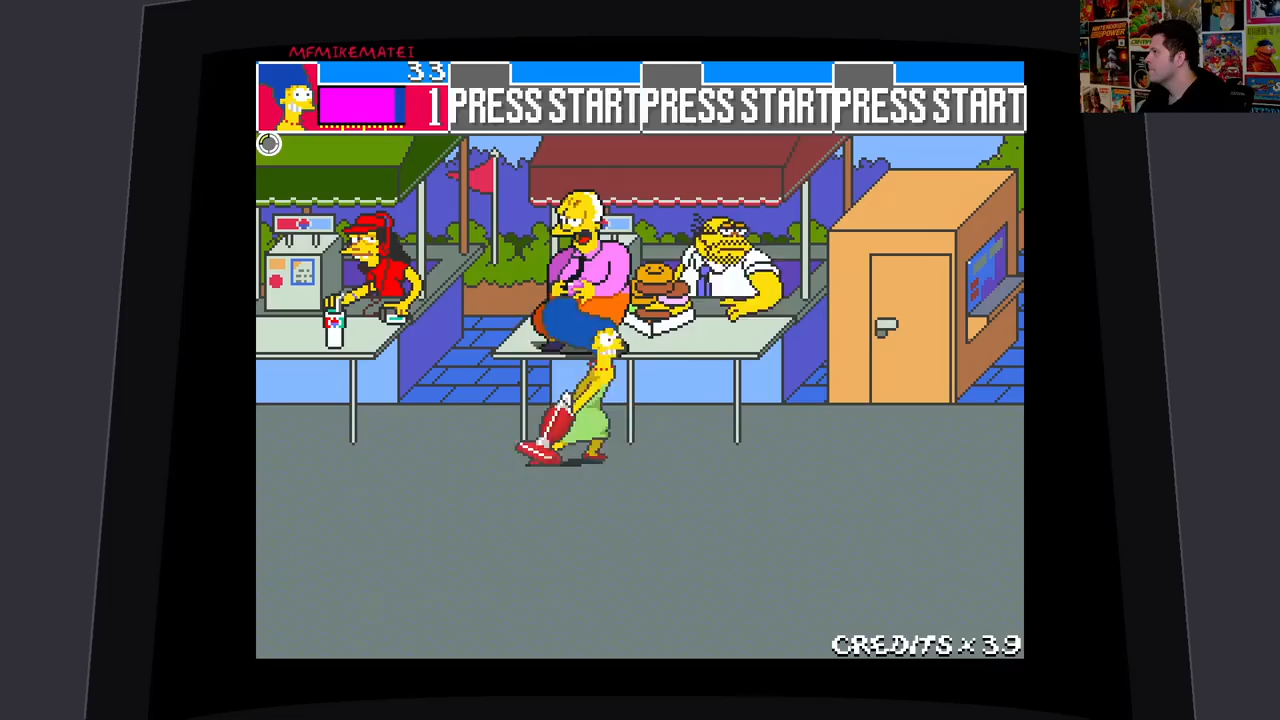 MFMIKEMATEI
33
1 PRESS START PRESS START PRESS START
CREDITS × 39